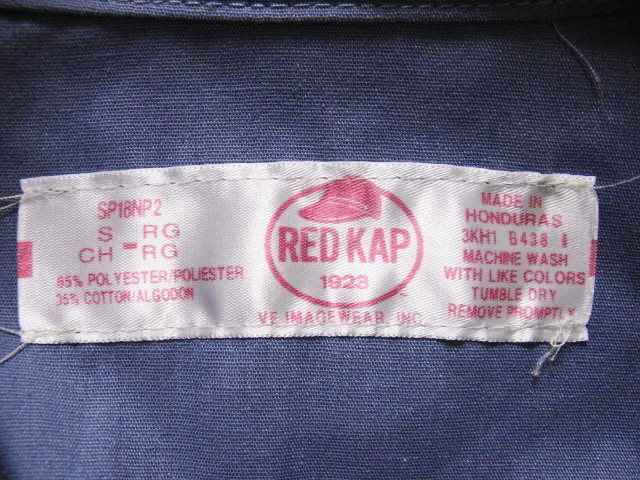 SP18NP2
S - RG
CH - RG
65% POLYESTER/POLIESTER
35% COTTON/ALGODON
RED KAP
1923
VF IMAGEWEAR, INC.
MADE IN
HONDURAS
3KH1 B438
MACHINE WASH
WITH LIKE COLORS
TUMBLE DRY
REMOVE PROMPTLY